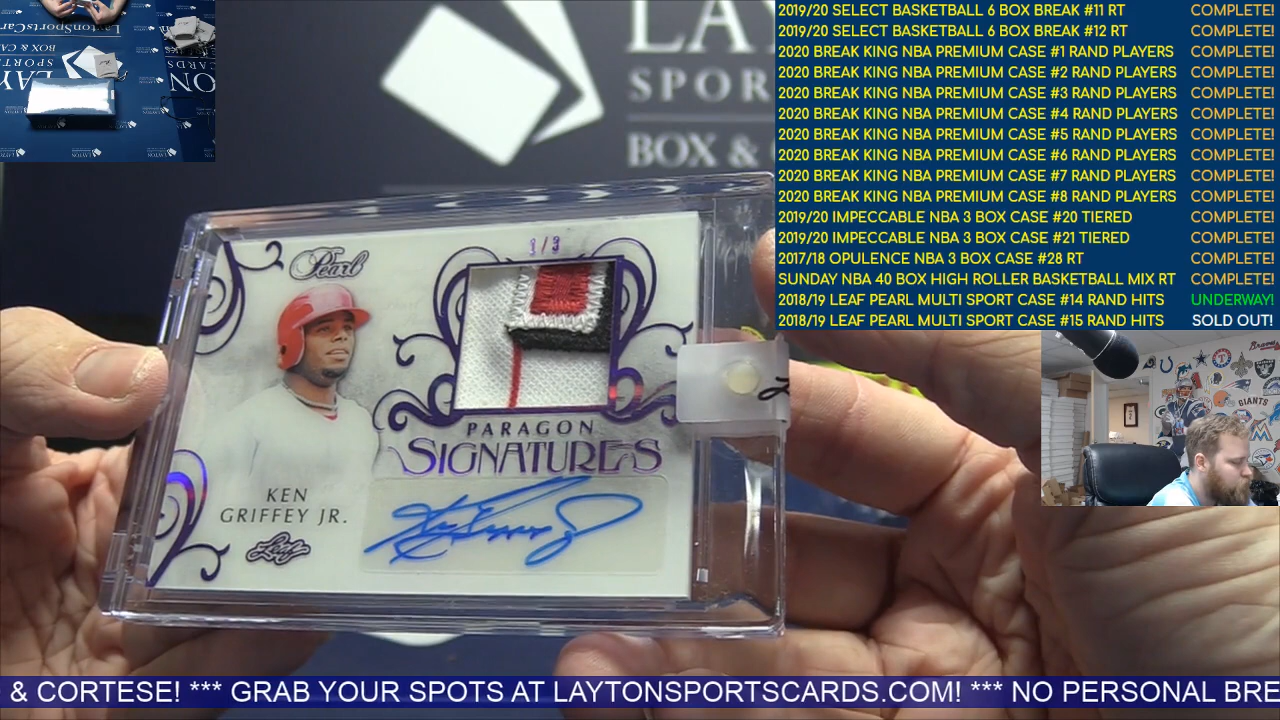 2019/20 SELECT BASKETBALL 6 BOX BREAK #11 RT COMPLETE!
2019/20 SELECT BASKETBALL 6 BOX BREAK #12 RT COMPLETE!
2020 BREAK KING NBA PREMIUM CASE #1 RAND PLAYERS COMPLETE!
2020 BREAK KING NBA PREMIUM CASE #2 RAND PLAYERS COMPLETE!
2020 BREAK KING NBA PREMIUM CASE #3 RAND PLAYERS COMPLETE!
2020 BREAK KING NBA PREMIUM CASE #4 RAND PLAYERS COMPLETE!
2020 BREAK KING NBA PREMIUM CASE #5 RAND PLAYERS COMPLETE!
2020 BREAK KING NBA PREMIUM CASE #6 RAND PLAYERS COMPLETE!
2020 BREAK KING NBA PREMIUM CASE #7 RAND PLAYERS COMPLETE!
2020 BREAK KING NBA PREMIUM CASE #8 RAND PLAYERS COMPLETE!
2019/20 IMPECCABLE NBA 3 BOX CASE #20 TIERED COMPLETE!
2019/20 IMPECCABLE NBA 3 BOX CASE #21 TIERED COMPLETE!
2017/18 OPULENCE NBA 3 BOX CASE #28 RT COMPLETE!
SUNDAY NBA 40 BOX HIGH ROLLER BASKETBALL MIX RT COMPLETE!
2018/19 LEAF PEARL MULTI SPORT CASE #14 RAND HITS UNDERWAY!
2018/19 LEAF PEARL MULTI SPORT CASE #15 RAND HITS SOLD OUT!
LAY
SPOR
BOX &
Pearl
1/3
PARAGON
SIGNATURES
KEN
GRIFFEY JR.
Leaf
GIANTS
Braves
& CORTESE! *** GRAB YOUR SPOTS AT LAYTONSPORTSCARDS.COM! *** NO PERSONAL BRE